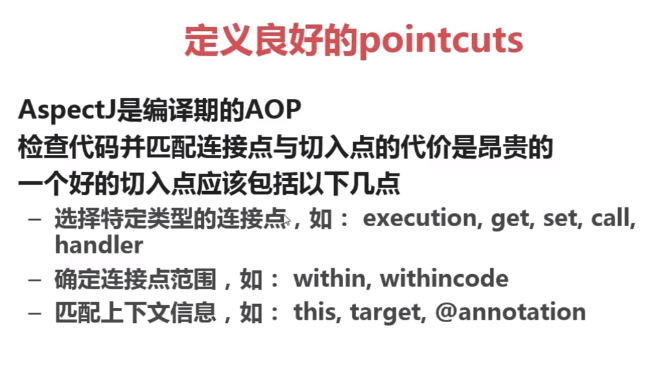 定义良好的pointcuts
AspectJ是编译期的AOP
检查代码并匹配连接点与切入点的代价是昂贵的
一个好的切入点应该包括以下几点
– 选择特定类型的连接点，如： execution, get, set, call,
handler
– 确定连接点范围，如： within, withincode
– 匹配上下文信息，如： this, target, @annotation